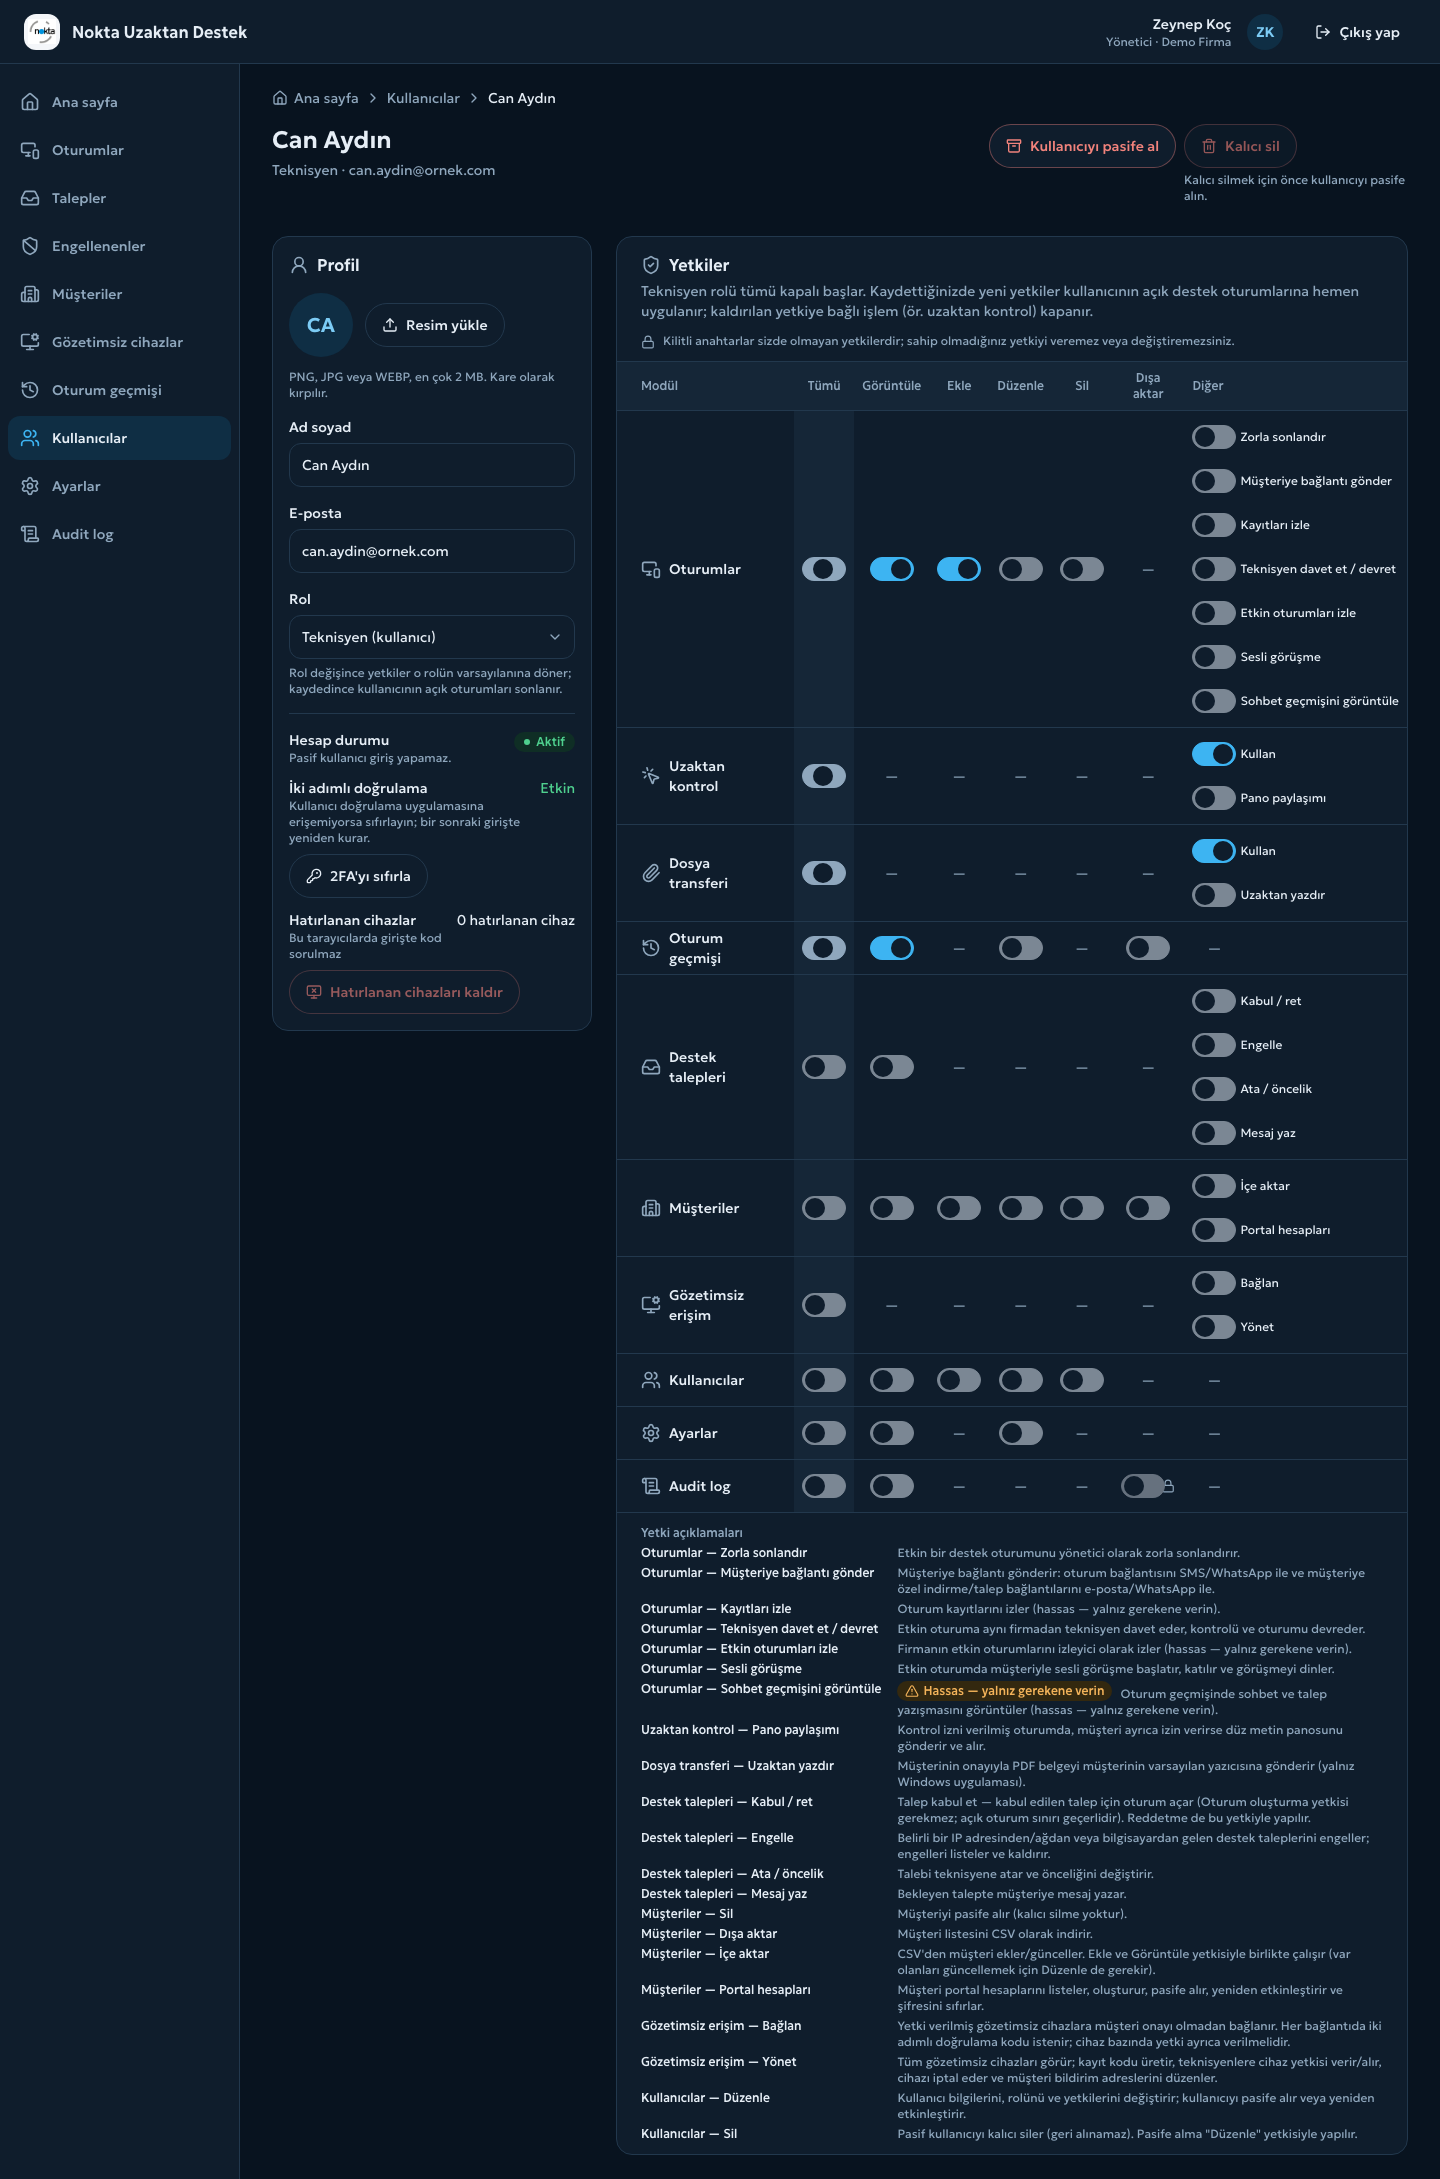 nokta
Nokta Uzaktan Destek
Zeynep Koç
Yönetici · Demo Firma
ZK
Çıkış yap
Ana sayfa
Oturumlar
Talepler
Engellenenler
Müşteriler
Gözetimsiz cihazlar
Oturum geçmişi
Kullanıcılar
Ayarlar
Audit log
Ana sayfa > Kullanıcılar > Can Aydın
Can Aydın
Teknisyen · can.aydin@ornek.com
Kullanıcıyı pasife al
Kalıcı sil
Kalıcı silmek için önce kullanıcıyı pasife
alın.
Profil
CA
Resim yükle
PNG, JPG veya WEBP, en çok 2 MB. Kare olarak
kırpılır.
Ad soyad
Can Aydın
E-posta
can.aydin@ornek.com
Rol
Teknisyen (kullanıcı)
Rol değişince yetkiler o rolün varsayılanına döner;
kaydedince kullanıcının açık oturumları sonlanır.
Hesap durumu
Aktif
Pasif kullanıcı giriş yapamaz.
İki adımlı doğrulama
Etkin
Kullanıcı doğrulama uygulamasına
erişemiyorsa sıfırlayın; bir sonraki girişte
yeniden kurar.
2FA'yı sıfırla
Hatırlanan cihazlar
0 hatırlanan cihaz
Bu tarayıcılarda girişte kod
sorulmaz
Hatırlanan cihazları kaldır
Yetkiler
Teknisyen rolü tümü kapalı başlar. Kaydettiğinizde yeni yetkiler kullanıcının açık destek oturumlarına hemen
uygulanır; kaldırılan yetkiye bağlı işlem (ör. uzaktan kontrol) kapanır.
Kilitli anahtarlar sizde olmayan yetkilerdir; sahip olmadığınız yetkiyi veremez veya değiştiremezsiniz.
Modül Tümü Görüntüle Ekle Düzenle Sil Dışa aktar Diğer
Oturumlar
—
Zorla sonlandır
Müşteriye bağlantı gönder
Kayıtları izle
Teknisyen davet et / devret
Etkin oturumları izle
Sesli görüşme
Sohbet geçmişini görüntüle
Uzaktan
kontrol
— — — — —
Kullan
Pano paylaşımı
Dosya
transferi
— — — — —
Kullan
Uzaktan yazdır
Oturum
geçmişi
— — —
Destek
talepleri
— — — —
Kabul / ret
Engelle
Ata / öncelik
Mesaj yaz
Müşteriler
İçe aktar
Portal hesapları
Gözetimsiz
erişim
— — — — —
Bağlan
Yönet
Kullanıcılar
— —
Ayarlar
— — — —
Audit log
— — — —
Yetki açıklamaları
Oturumlar — Zorla sonlandır
Etkin bir destek oturumunu yönetici olarak zorla sonlandırır.
Oturumlar — Müşteriye bağlantı gönder
Müşteriye bağlantı gönderir: oturum bağlantısını SMS/WhatsApp ile ve müşteriye
özel indirme/talep bağlantılarını e-posta/WhatsApp ile.
Oturumlar — Kayıtları izle
Oturum kayıtlarını izler (hassas — yalnız gerekene verin).
Oturumlar — Teknisyen davet et / devret
Etkin oturuma aynı firmadan teknisyen davet eder, kontrolü ve oturumu devreder.
Oturumlar — Etkin oturumları izle
Firmanın etkin oturumlarını izleyici olarak izler (hassas — yalnız gerekene verin).
Oturumlar — Sesli görüşme
Etkin oturumda müşteriyle sesli görüşme başlatır, katılır ve görüşmeyi dinler.
Oturumlar — Sohbet geçmişini görüntüle
Hassas — yalnız gerekene verin Oturum geçmişinde sohbet ve talep
yazışmasını görüntüler (hassas — yalnız gerekene verin).
Uzaktan kontrol — Pano paylaşımı
Kontrol izni verilmiş oturumda, müşteri ayrıca izin verirse düz metin panosunu
gönderir ve alır.
Dosya transferi — Uzaktan yazdır
Müşterinin onayıyla PDF belgeyi müşterinin varsayılan yazıcısına gönderir (yalnız
Windows uygulaması).
Destek talepleri — Kabul / ret
Talep kabul et — kabul edilen talep için oturum açar (Oturum oluşturma yetkisi
gerekmez; açık oturum sınırı geçerlidir). Reddetme de bu yetkiyle yapılır.
Destek talepleri — Engelle
Belirli bir IP adresinden/ağdan veya bilgisayardan gelen destek taleplerini engeller;
engelleri listeler ve kaldırır.
Destek talepleri — Ata / öncelik
Talebi teknisyene atar ve önceliğini değiştirir.
Destek talepleri — Mesaj yaz
Bekleyen talepte müşteriye mesaj yazar.
Müşteriler — Sil
Müşteriyi pasife alır (kalıcı silme yoktur).
Müşteriler — Dışa aktar
Müşteri listesini CSV olarak indirir.
Müşteriler — İçe aktar
CSV'den müşteri ekler/günceller. Ekle ve Görüntüle yetkisiyle birlikte çalışır (var
olanları güncellemek için Düzenle de gerekir).
Müşteriler — Portal hesapları
Müşteri portal hesaplarını listeler, oluşturur, pasife alır, yeniden etkinleştirir ve
şifresini sıfırlar.
Gözetimsiz erişim — Bağlan
Yetki verilmiş gözetimsiz cihazlara müşteri onayı olmadan bağlanır. Her bağlantıda iki
adımlı doğrulama kodu istenir; cihaz bazında yetki ayrıca verilmelidir.
Gözetimsiz erişim — Yönet
Tüm gözetimsiz cihazları görür; kayıt kodu üretir, teknisyenlere cihaz yetkisi verir/alır,
cihazı iptal eder ve müşteri bildirim adreslerini düzenler.
Kullanıcılar — Düzenle
Kullanıcı bilgilerini, rolünü ve yetkilerini değiştirir; kullanıcıyı pasife alır veya yeniden
etkinleştirir.
Kullanıcılar — Sil
Pasif kullanıcıyı kalıcı siler (geri alınamaz). Pasife alma "Düzenle" yetkisiyle yapılır.